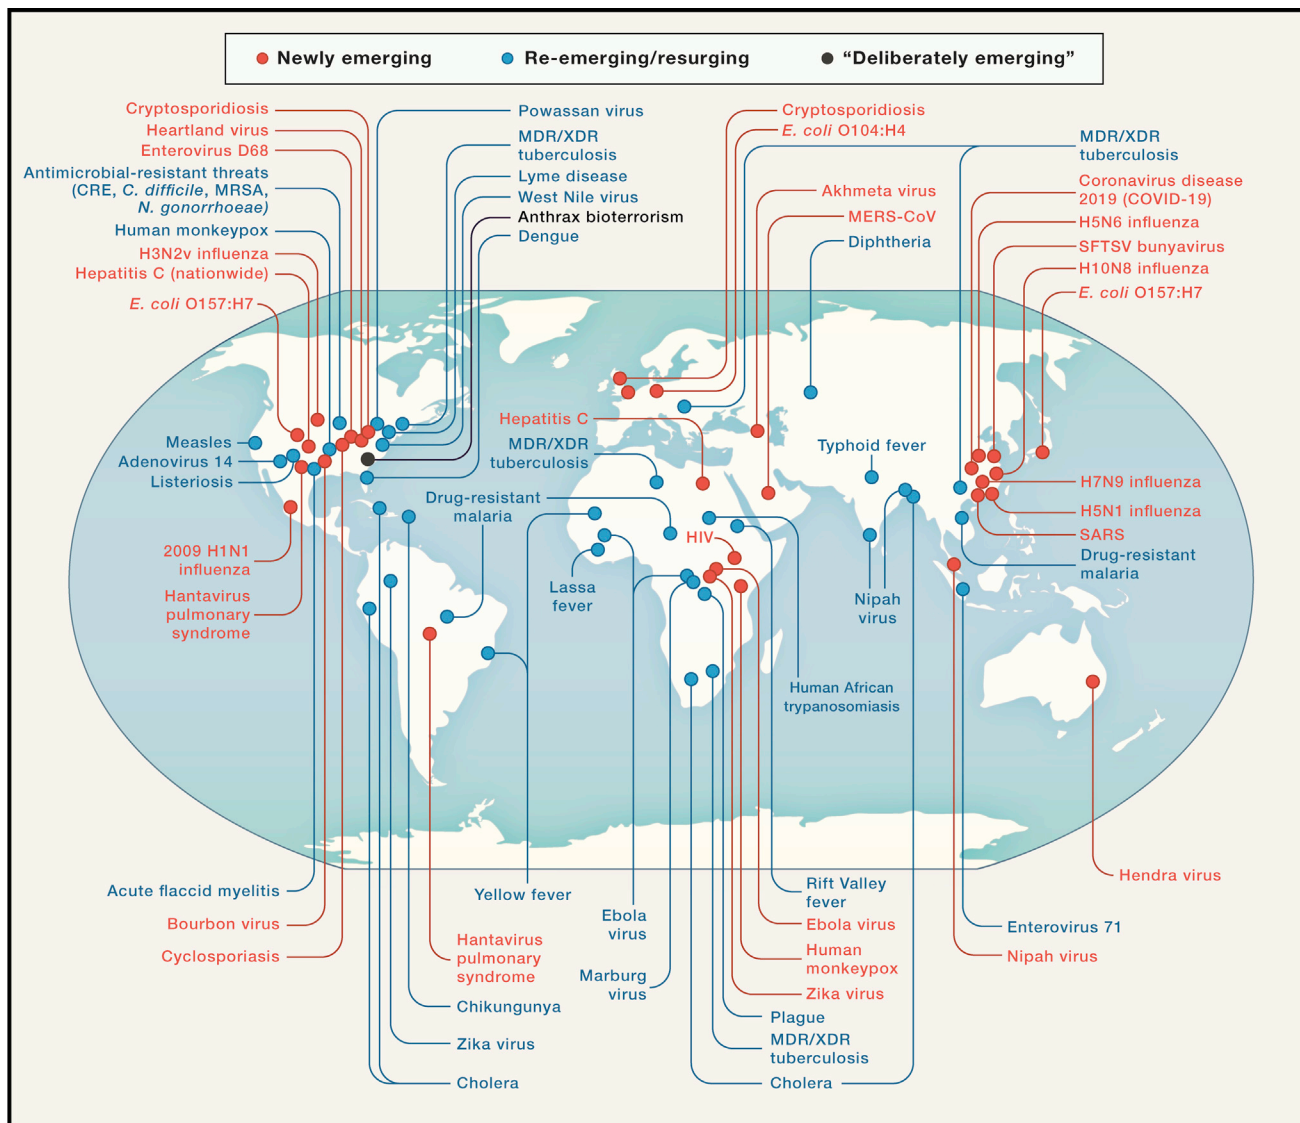 Newly emerging
Re-emerging/resurging
“Deliberately emerging”
Cryptosporidiosis
Heartland virus
Enterovirus D68
Antimicrobial-resistant threats
(CRE, C. difficile, MRSA,
N. gonorrhoeae)
Human monkeypox
H3N2v influenza
Hepatitis C (nationwide)
E. coli O157:H7
Powassan virus
MDR/XDR
tuberculosis
Lyme disease
West Nile virus
Anthrax bioterrorism
Dengue
Cryptosporidiosis
E. coli O104:H4
Akhmeta virus
MERS-CoV
Diphtheria
MDR/XDR
tuberculosis
Coronavirus disease
2019 (COVID-19)
H5N6 influenza
SFTSV bunyavirus
H10N8 influenza
E. coli O157:H7
Measles
Adenovirus 14
Listeriosis
2009 H1N1
influenza
Hantavirus
pulmonary
syndrome
Hepatitis C
MDR/XDR
tuberculosis
Drug-resistant
malaria
Typhoid fever
HIV
Lassa
fever
Nipah
virus
Human African
trypanosomiasis
H7N9 influenza
H5N1 influenza
SARS
Drug-resistant
malaria
Acute flaccid myelitis
Bourbon virus
Cyclosporiasis
Yellow fever
Hantavirus
pulmonary
syndrome
Chikungunya
Zika virus
Cholera
Ebola
virus
Marburg
virus
Rift Valley
fever
Ebola virus
Human
monkeypox
Zika virus
Plague
MDR/XDR
tuberculosis
Cholera
Hendra virus
Enterovirus 71
Nipah virus